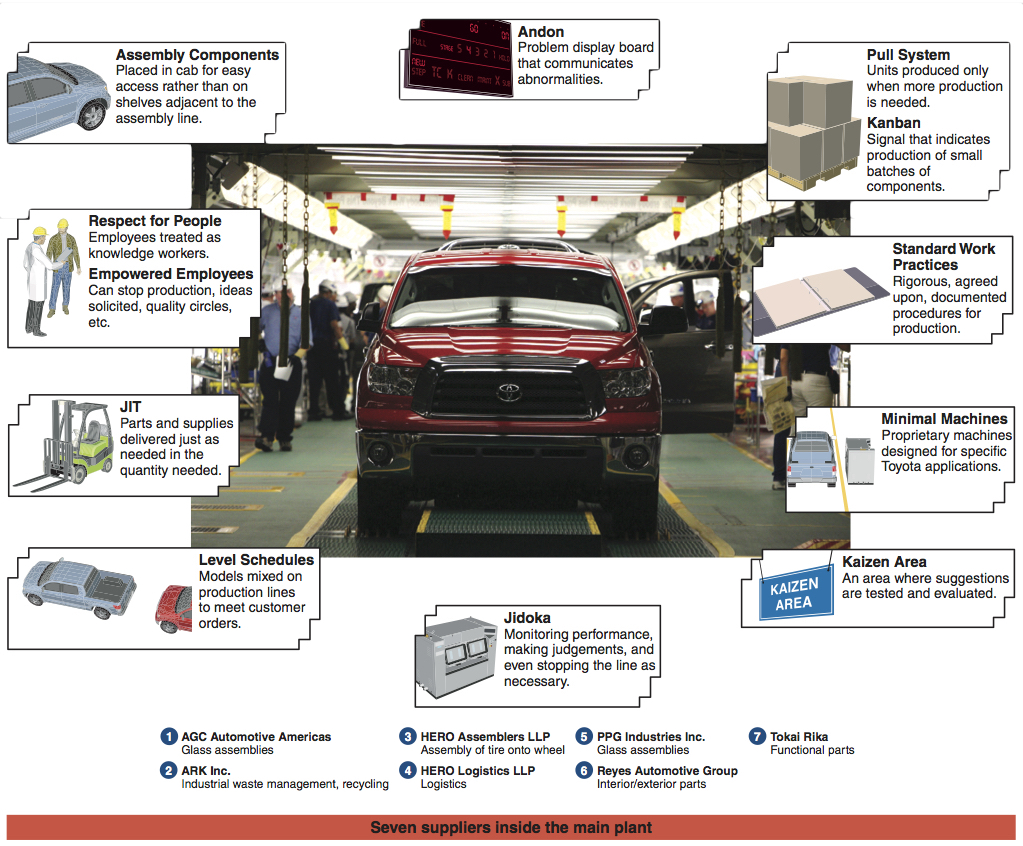 Assembly Components
Placed in cab for easy
access rather than on
shelves adjacent to the
assembly line.
Andon
Problem display board
that communicates
abnormalities.
Pull System
Units produced only
when more production
is needed.
Kanban
Signal that indicates
production of small
batches of
components.
Respect for People
Employees treated as
knowledge workers.
Empowered Employees
Can stop production, ideas
solicited, quality circles,
etc.
Standard Work
Practices
Rigorous, agreed
upon, documented
procedures for
production.
JIT
Parts and supplies
delivered just as
needed in the
quantity needed.
Minimal Machines
Proprietary machines
designed for specific
Toyota applications.
Level Schedules
Models mixed on
production lines
to meet customer
orders.
KAIZEN
AREA
Kaizen Area
An area where suggestions
are tested and evaluated.
Jidoka
Monitoring performance,
making judgements, and
even stopping the line as
necessary.
1 AGC Automotive Americas
Glass assemblies
2 ARK Inc.
Industrial waste management, recycling
3 HERO Assemblers LLP
Assembly of tire onto wheel
4 HERO Logistics LLP
Logistics
5 PPG Industries Inc.
Glass assemblies
6 Reyes Automotive Group
Interior/exterior parts
7 Tokai Rika
Functional parts
Seven suppliers inside the main plant